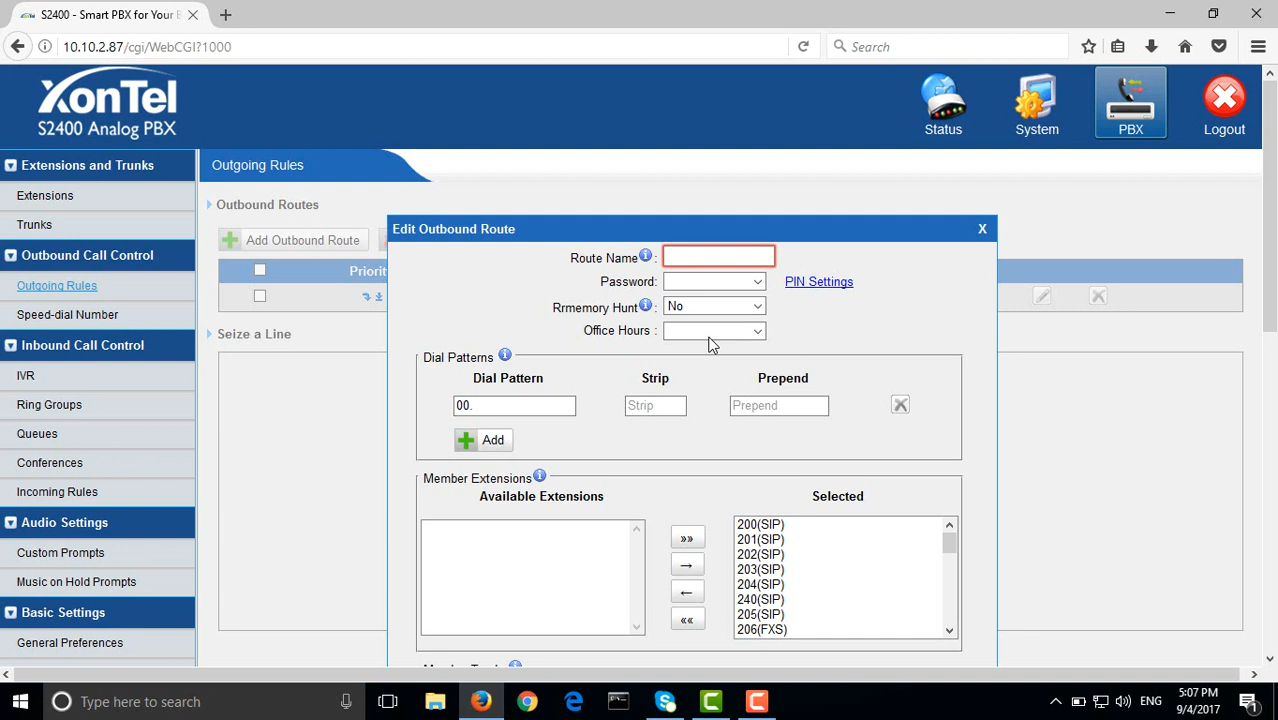 S2400 - Smart PBX for Your B
10.10.2.87/cgi/WebCGI?1000
Search
XonTel
S2400 Analog PBX
Status
System
PBX
Logout
Extensions and Trunks
Extensions
Trunks
Outbound Call Control
Outgoing Rules
Speed-dial Number
Inbound Call Control
IVR
Ring Groups
Queues
Conferences
Incoming Rules
Audio Settings
Custom Prompts
Music on Hold Prompts
Basic Settings
General Preferences
Outgoing Rules
Outbound Routes
Add Outbound Route
Priorit
Seize a Line
Edit Outbound Route
X
Route Name :
Password:
PIN Settings
Rrmemory Hunt :
No
Office Hours :
Dial Patterns
Dial Pattern Strip Prepend
00. Strip Prepend
Add
Member Extensions
Available Extensions
Selected
200(SIP)
201(SIP)
202(SIP)
203(SIP)
204(SIP)
240(SIP)
205(SIP)
206(FXS)
Type here to search
ENG
5:07 PM
9/4/2017
1